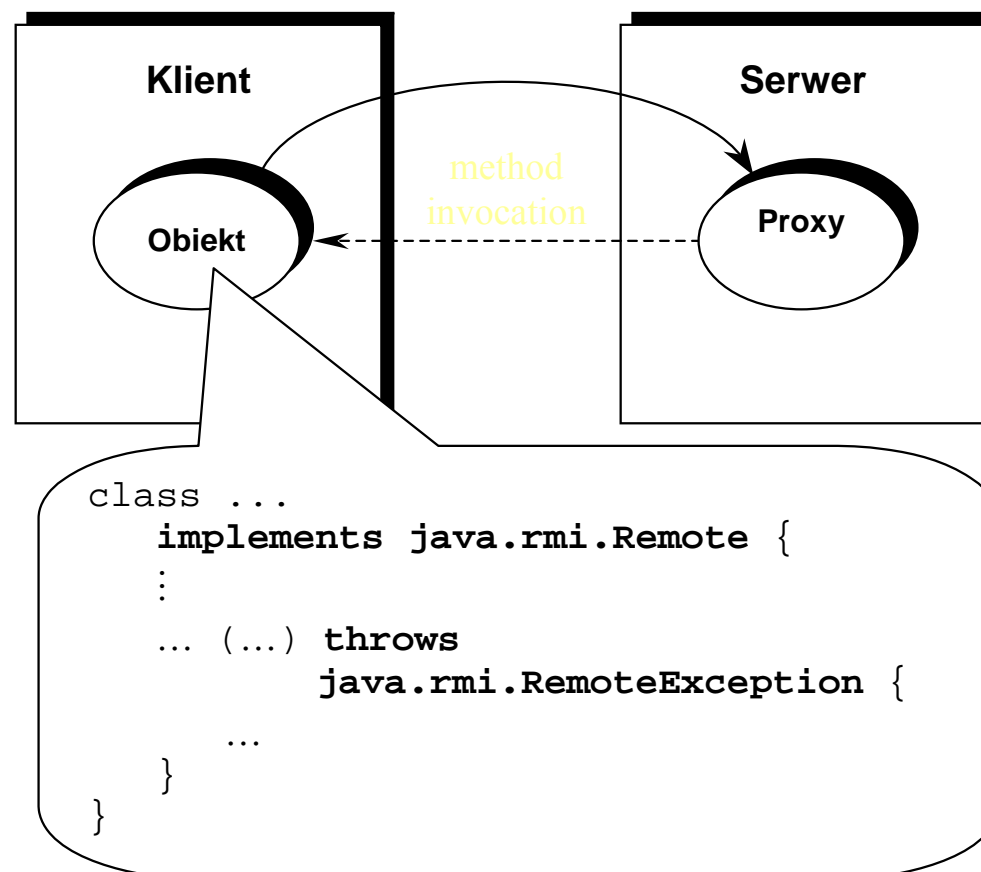 Klient
Serwer
method
invocation
Obiekt
Proxy
class ...
implements java.rmi.Remote {
⋮
… (…) throws
java.rmi.RemoteException {
…
}
}